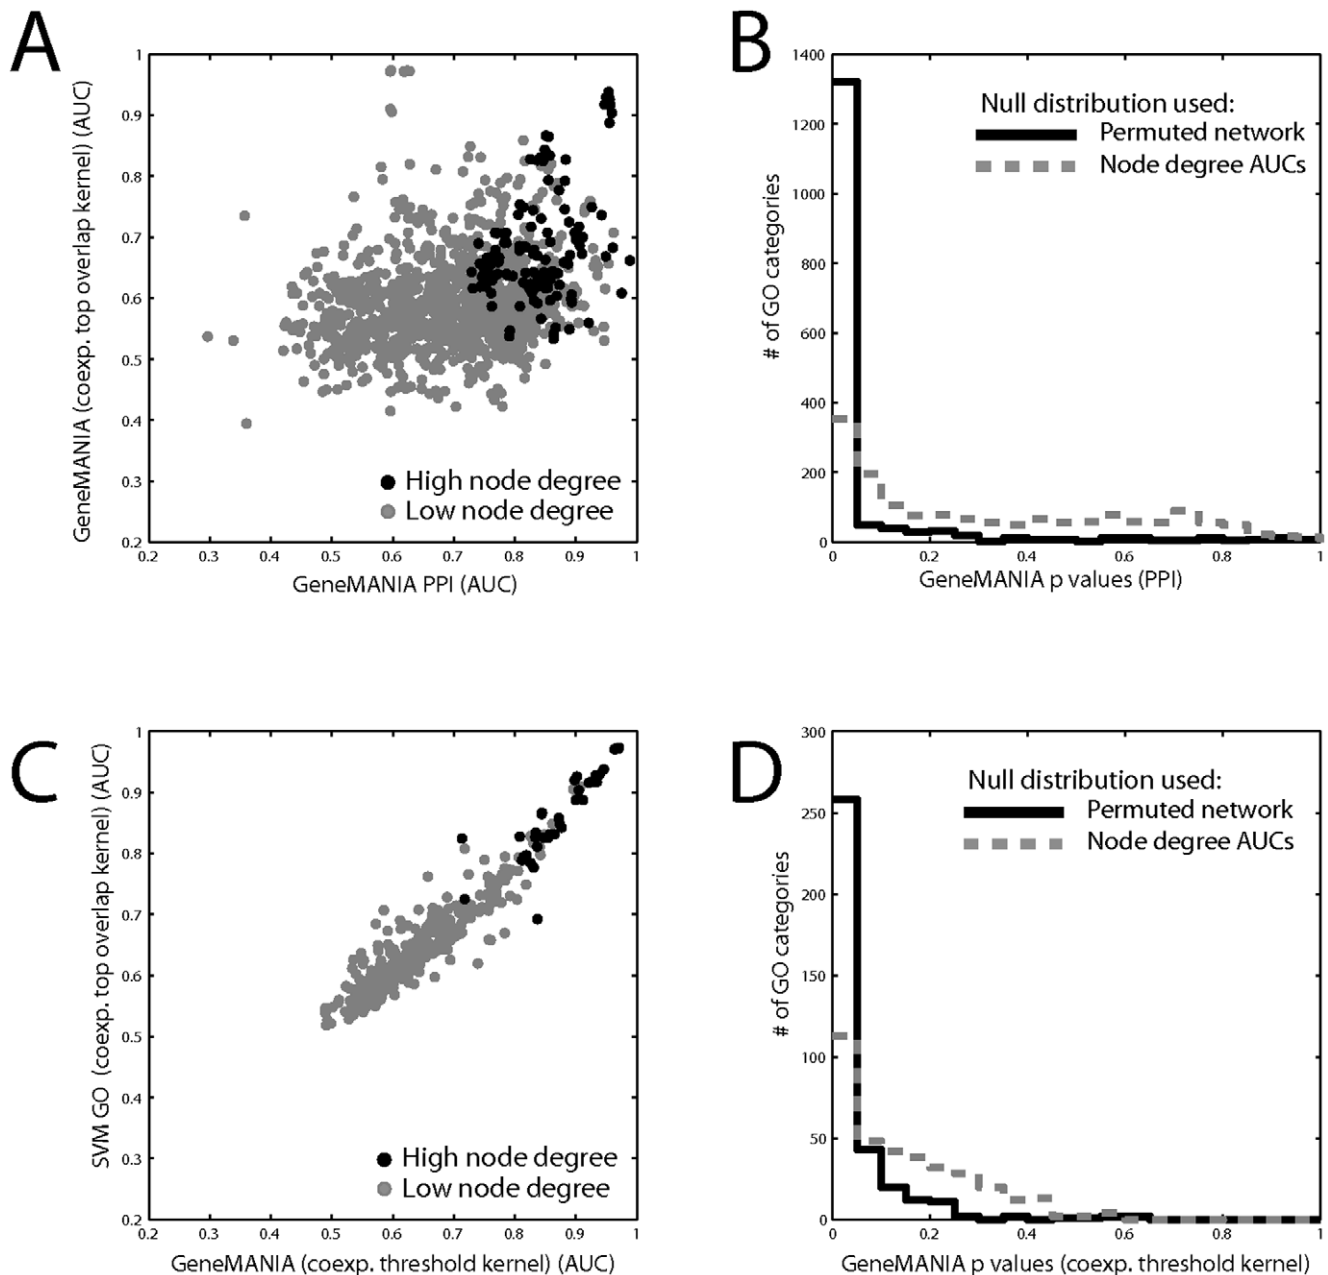 A
GeneMANIA (coexp. top overlap kernel) (AUC)
1
0.9
0.8
0.7
0.6
0.5
0.4
0.3
0.2
High node degree
Low node degree
0.2 0.3 0.4 0.5 0.6 0.7 0.8 0.9 1
GeneMANIA PPI (AUC)
B
# of GO categories
1400
1200
1000
800
600
400
200
0
Null distribution used:
Permuted network
Node degree AUCs
0 0.2 0.4 0.6 0.8 1
GeneMANIA p values (PPI)
C
SVM GO (coexp. top overlap kernel) (AUC)
1
0.9
0.8
0.7
0.6
0.5
0.4
0.3
0.2
High node degree
Low node degree
0.2 0.3 0.4 0.5 0.6 0.7 0.8 0.9 1
GeneMANIA (coexp. threshold kernel) (AUC)
D
# of GO categories
300
250
200
150
100
50
0
Null distribution used:
Permuted network
Node degree AUCs
0 0.2 0.4 0.6 0.8 1
GeneMANIA p values (coexp. threshold kernel)